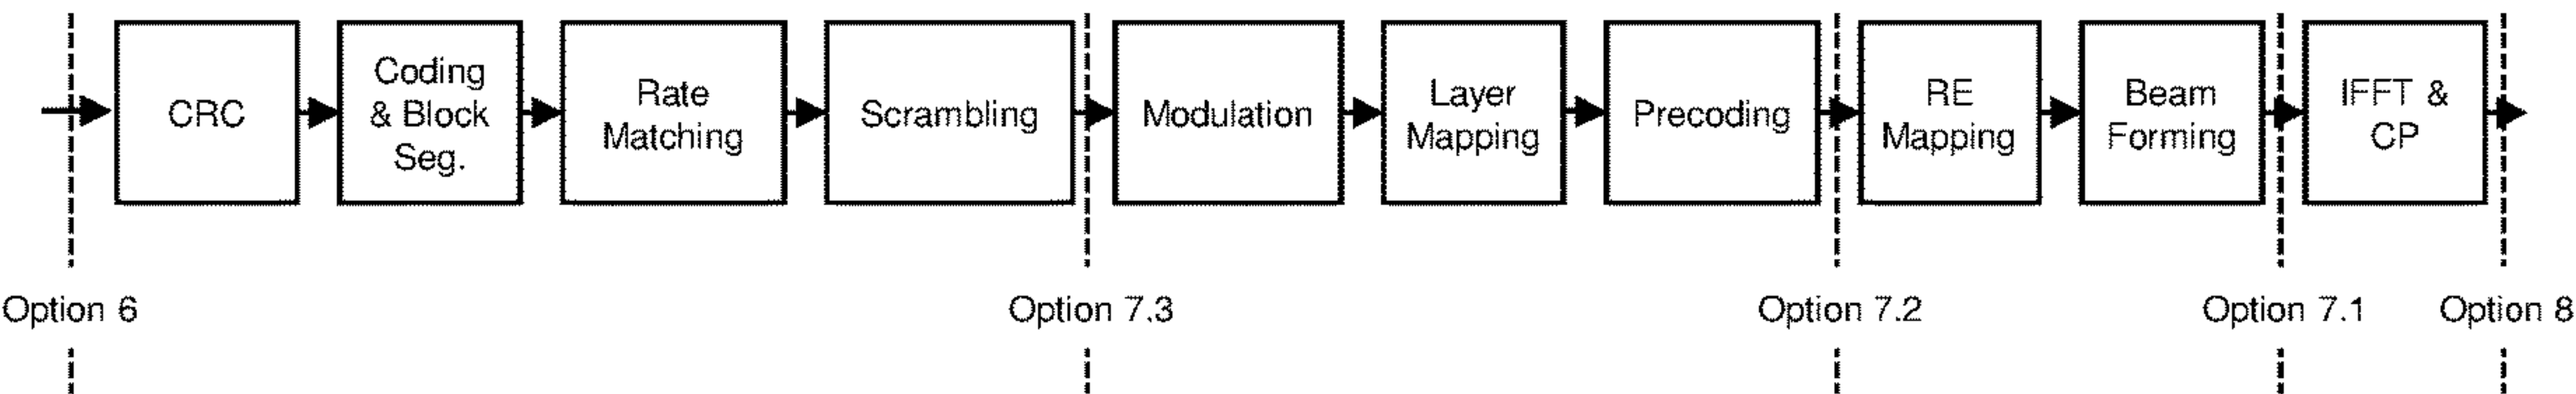 CRC
Coding
& Block
Seg.
Rate
Matching
Scrambling
Modulation
Layer
Mapping
Precoding
RE
Mapping
Beam
Forming
IFFT &
CP
Option 6
Option 7.3
Option 7.2
Option 7.1
Option 8